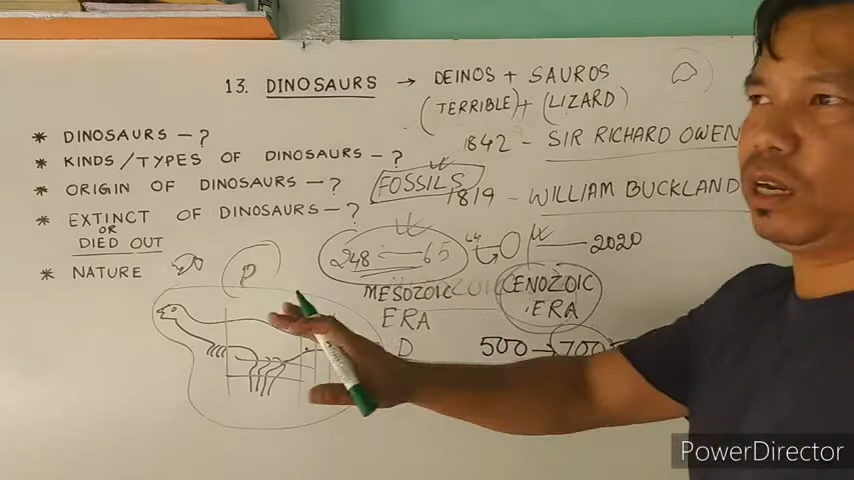 13. DINOSAURS → DEINOS + SAUROS
(TERRIBLE) + (LIZARD)
* DINOSAURS – ?
1842 - SIR RICHARD OWEN
* KINDS/TYPES OF DINOSAURS – ?
* ORIGIN OF DINOSAURS – ?
FOSSILS
1819 - WILLIAM BUCKLAND
* EXTINCT OF DINOSAURS – ?
OR
DIED OUT
* NATURE
P
248 — 65
64
2020
MESOZOIC
ERA
D
CENOZOIC
ERA
500 → 700
PowerDirector